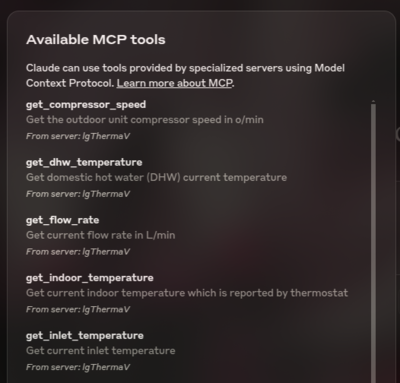 Available MCP tools
Claude can use tools provided by specialized servers using Model
Context Protocol. Learn more about MCP.
get_compressor_speed
Get the outdoor unit compressor speed in o/min
From server: lgThermaV
get_dhw_temperature
Get domestic hot water (DHW) current temperature
From server: lgThermaV
get_flow_rate
Get current flow rate in L/min
From server: lgThermaV
get_indoor_temperature
Get current indoor temperature which is reported by thermostat
From server: lgThermaV
get_inlet_temperature
Get current inlet temperature
From server: lgThermaV